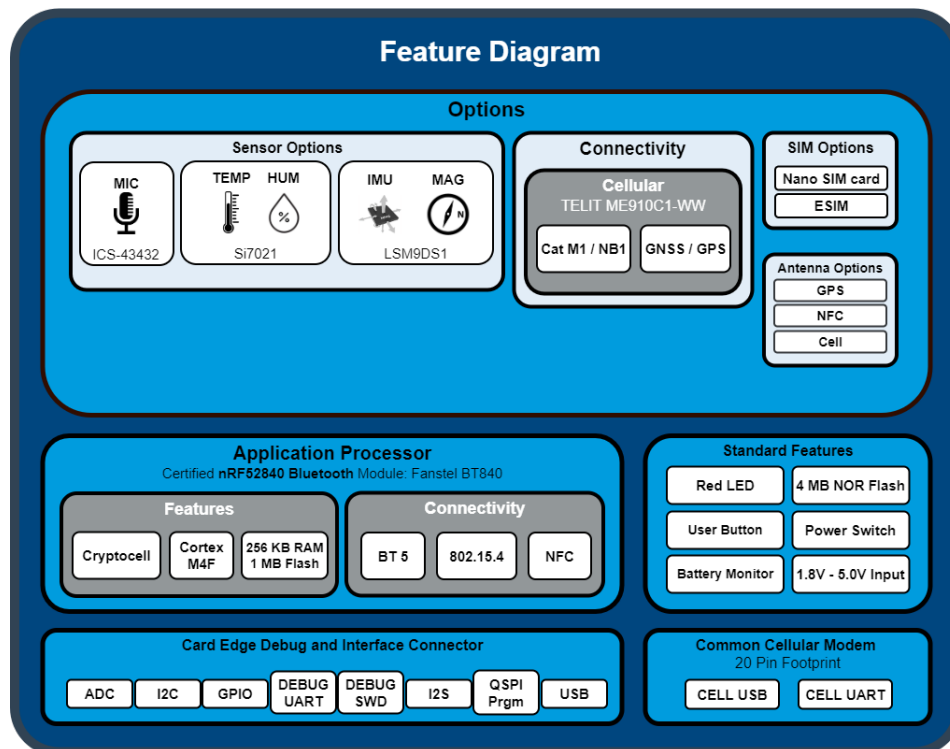 Feature Diagram
Options
Sensor Options
MIC
ICS-43432
TEMP HUM
%
Si7021
IMU MAG
N
LSM9DS1
Connectivity
Cellular
TELIT ME910C1-WW
Cat M1 / NB1
GNSS / GPS
SIM Options
Nano SIM card
ESIM
Antenna Options
GPS
NFC
Cell
Application Processor
Certified nRF52840 Bluetooth Module: Fanstel BT840
Features
Cryptocell
Cortex
M4F
256 KB RAM
1 MB Flash
Connectivity
BT 5
802.15.4
NFC
Standard Features
Red LED
4 MB NOR Flash
User Button
Power Switch
Battery Monitor
1.8V - 5.0V Input
Card Edge Debug and Interface Connector
ADC
I2C
GPIO
DEBUG
UART
DEBUG
SWD
I2S
QSPI
Prgm
USB
Common Cellular Modem
20 Pin Footprint
CELL USB
CELL UART